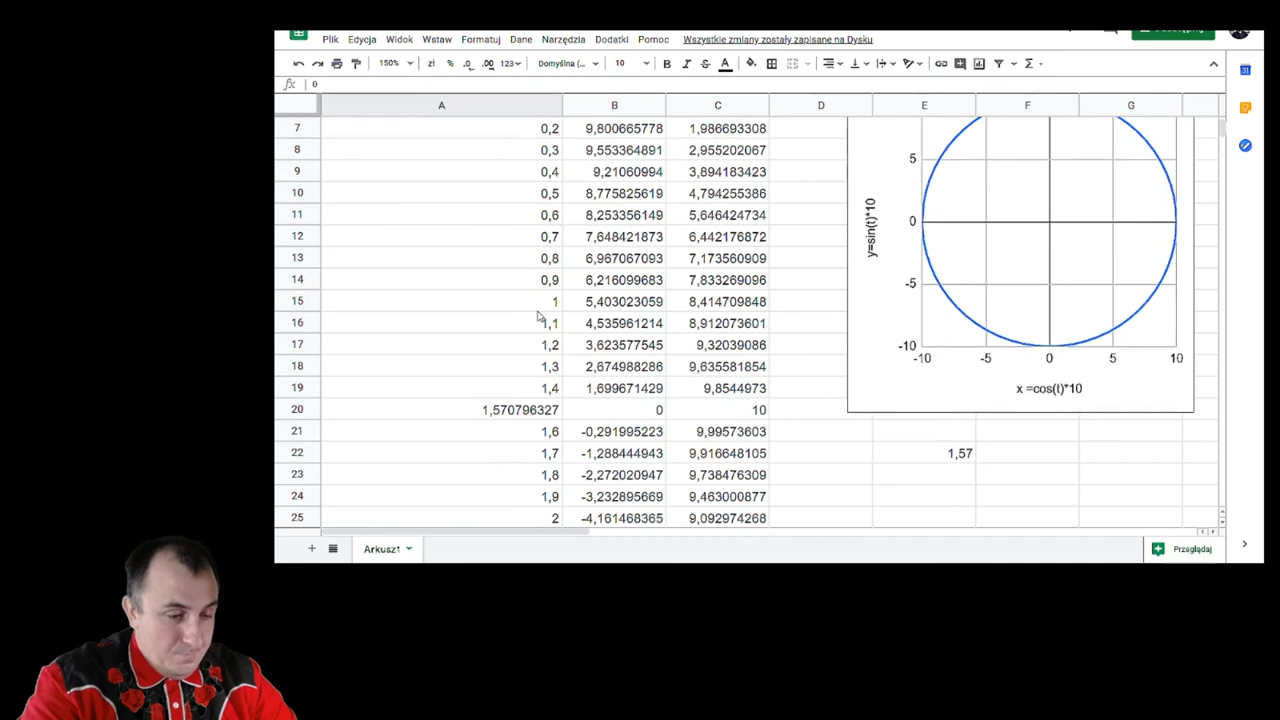 Plik Edycja Widok Wstaw Formatuj Dane Narzędzia Dodatki Pomoc Wszystkie zmiany zostały zapisane na Dysku
150% zł % .0 .00 123 Domyślna (... 10 B I S A Σ
fx 0
A B C D E F G
7 0,2 9,800665778 1,986693308
8 0,3 9,553364891 2,955202067
9 0,4 9,21060994 3,894183423
10 0,5 8,775825619 4,794255386
11 0,6 8,253356149 5,646424734
12 0,7 7,648421873 6,442176872
13 0,8 6,967067093 7,173560909
14 0,9 6,216099683 7,833269096
15 1 5,403023059 8,414709848
16 1,1 4,535961214 8,912073601
17 1,2 3,623577545 9,32039086
18 1,3 2,674988286 9,635581854
19 1,4 1,699671429 9,8544973
20 1,570796327 0 10
21 1,6 -0,291995223 9,99573603
22 1,7 -1,288444943 9,916648105 1,57
23 1,8 -2,272020947 9,738476309
24 1,9 -3,232895669 9,463000877
25 2 -4,161468365 9,092974268
y=sin(t)*10
5
0
-5
-10
-10 -5 0 5 10
x =cos(t)*10
Arkusz1
Przeglądaj